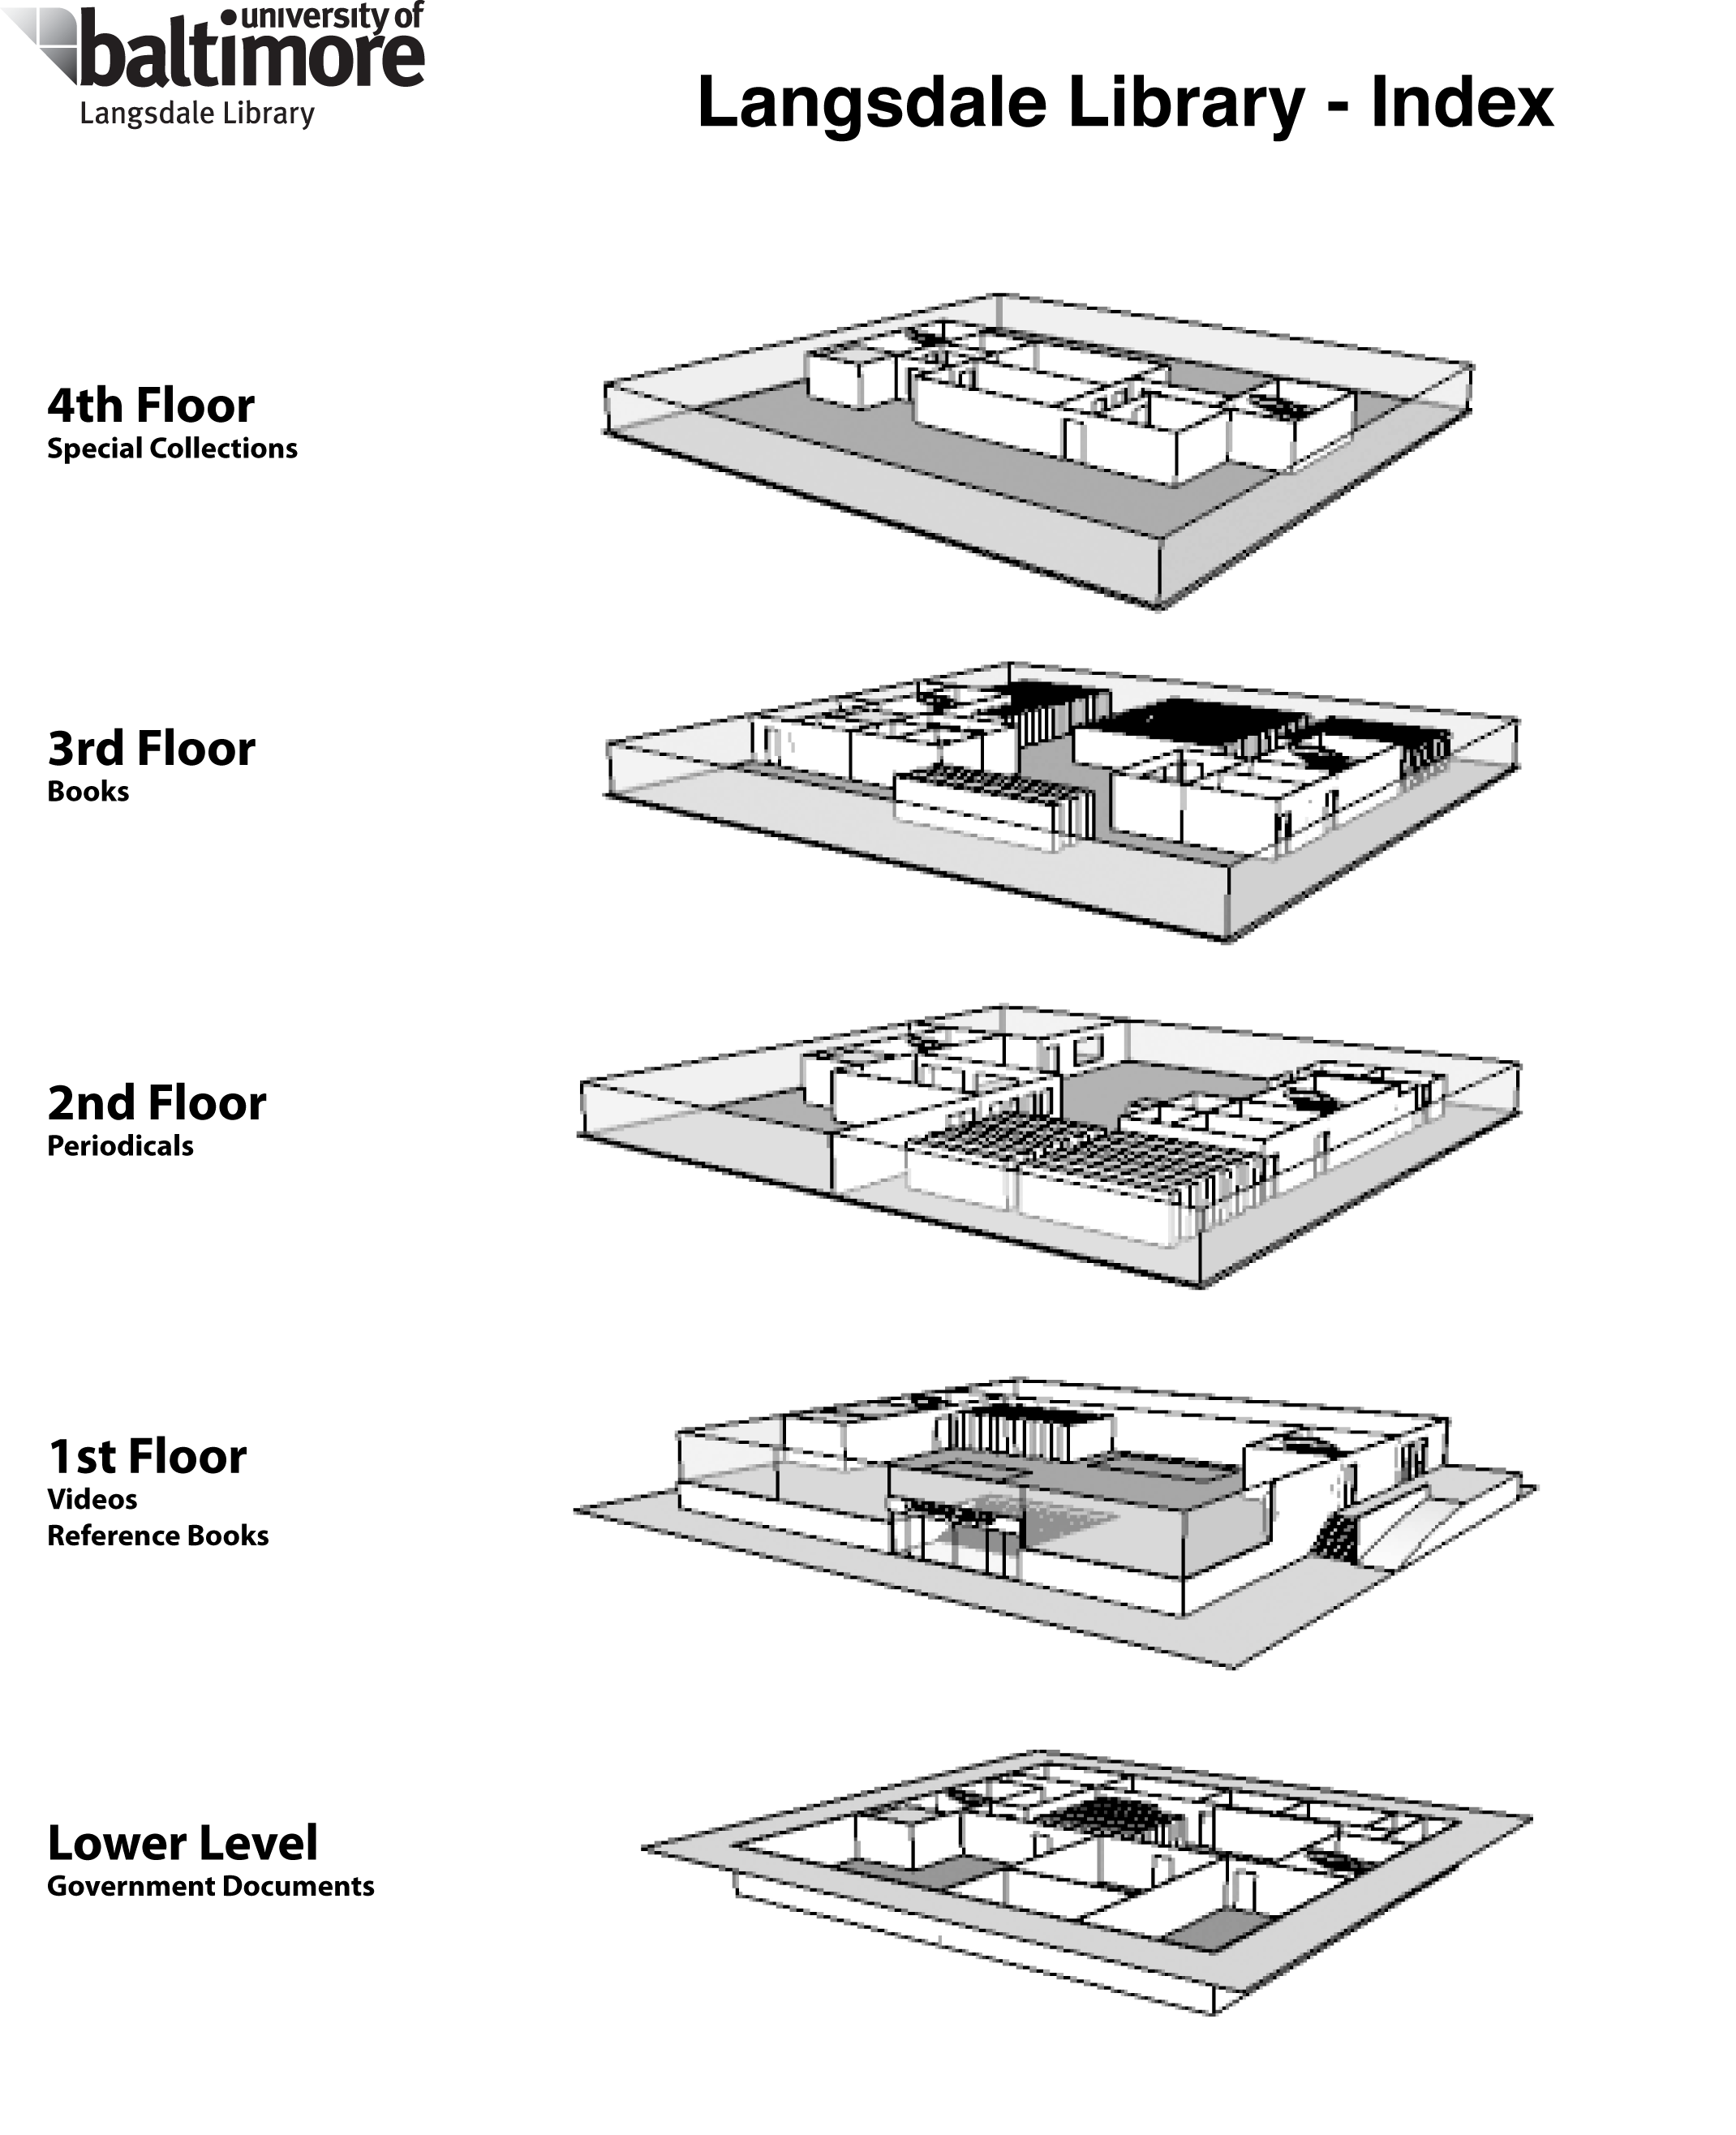 university of
baltimore
Langsdale Library
Langsdale Library - Index
4th Floor
Special Collections
3rd Floor
Books
2nd Floor
Periodicals
1st Floor
Videos
Reference Books
Lower Level
Government Documents